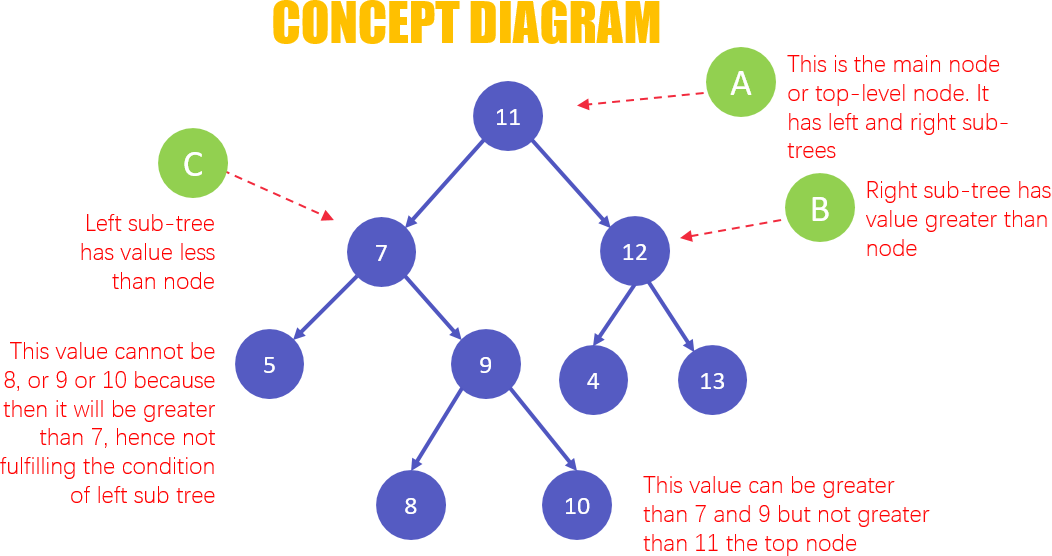 CONCEPT DIAGRAM
A
This is the main node
or top-level node. It
has left and right sub-
trees
11
C
B
Right sub-tree has
value greater than
node
Left sub-tree
has value less
than node
7
12
This value cannot be
8, or 9 or 10 because
then it will be greater
than 7, hence not
fulfilling the condition
of left sub tree
5
9
4
13
8
10
This value can be greater
than 7 and 9 but not greater
than 11 the top node